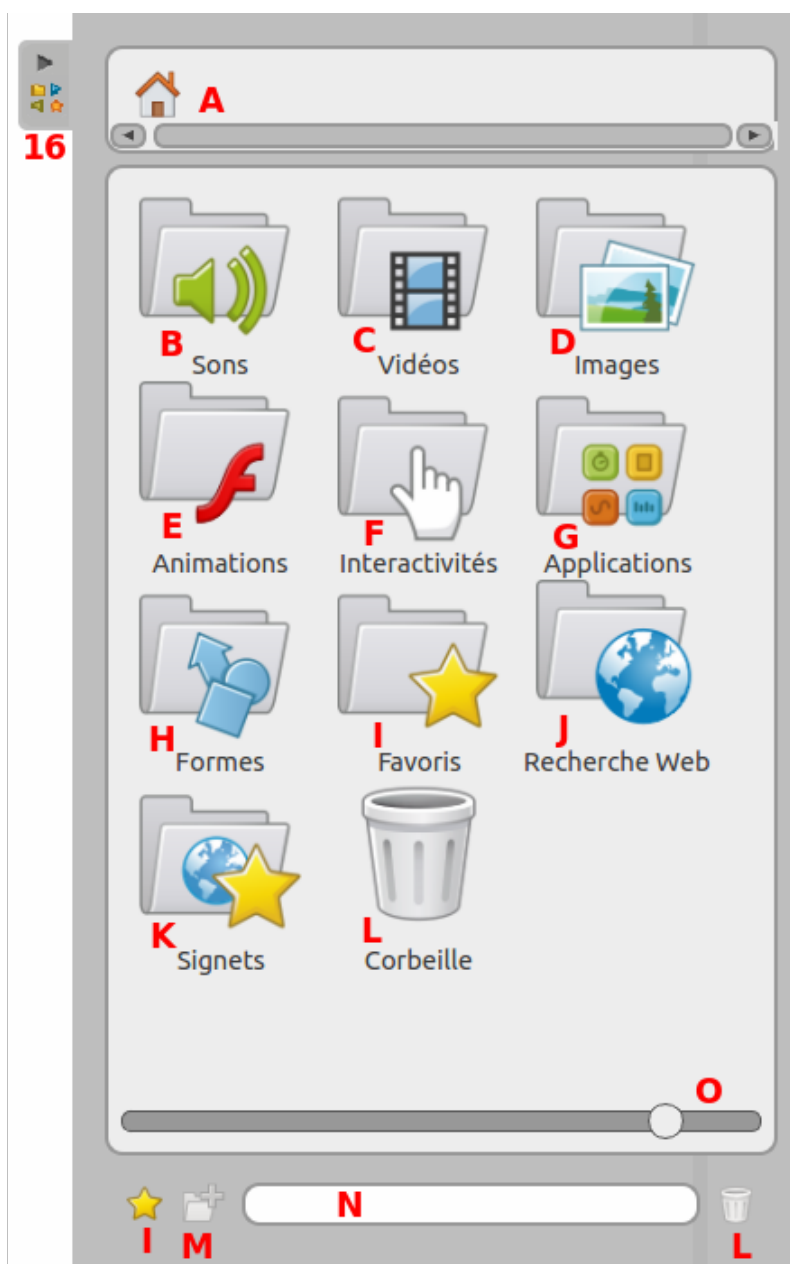 A
16
B
C
D
Sons
Vidéos
Images
E
F
G
Animations
Interactivités
Applications
H
I
J
Formes
Favoris
Recherche Web
K
L
Signets
Corbeille
O
N
I
M
L